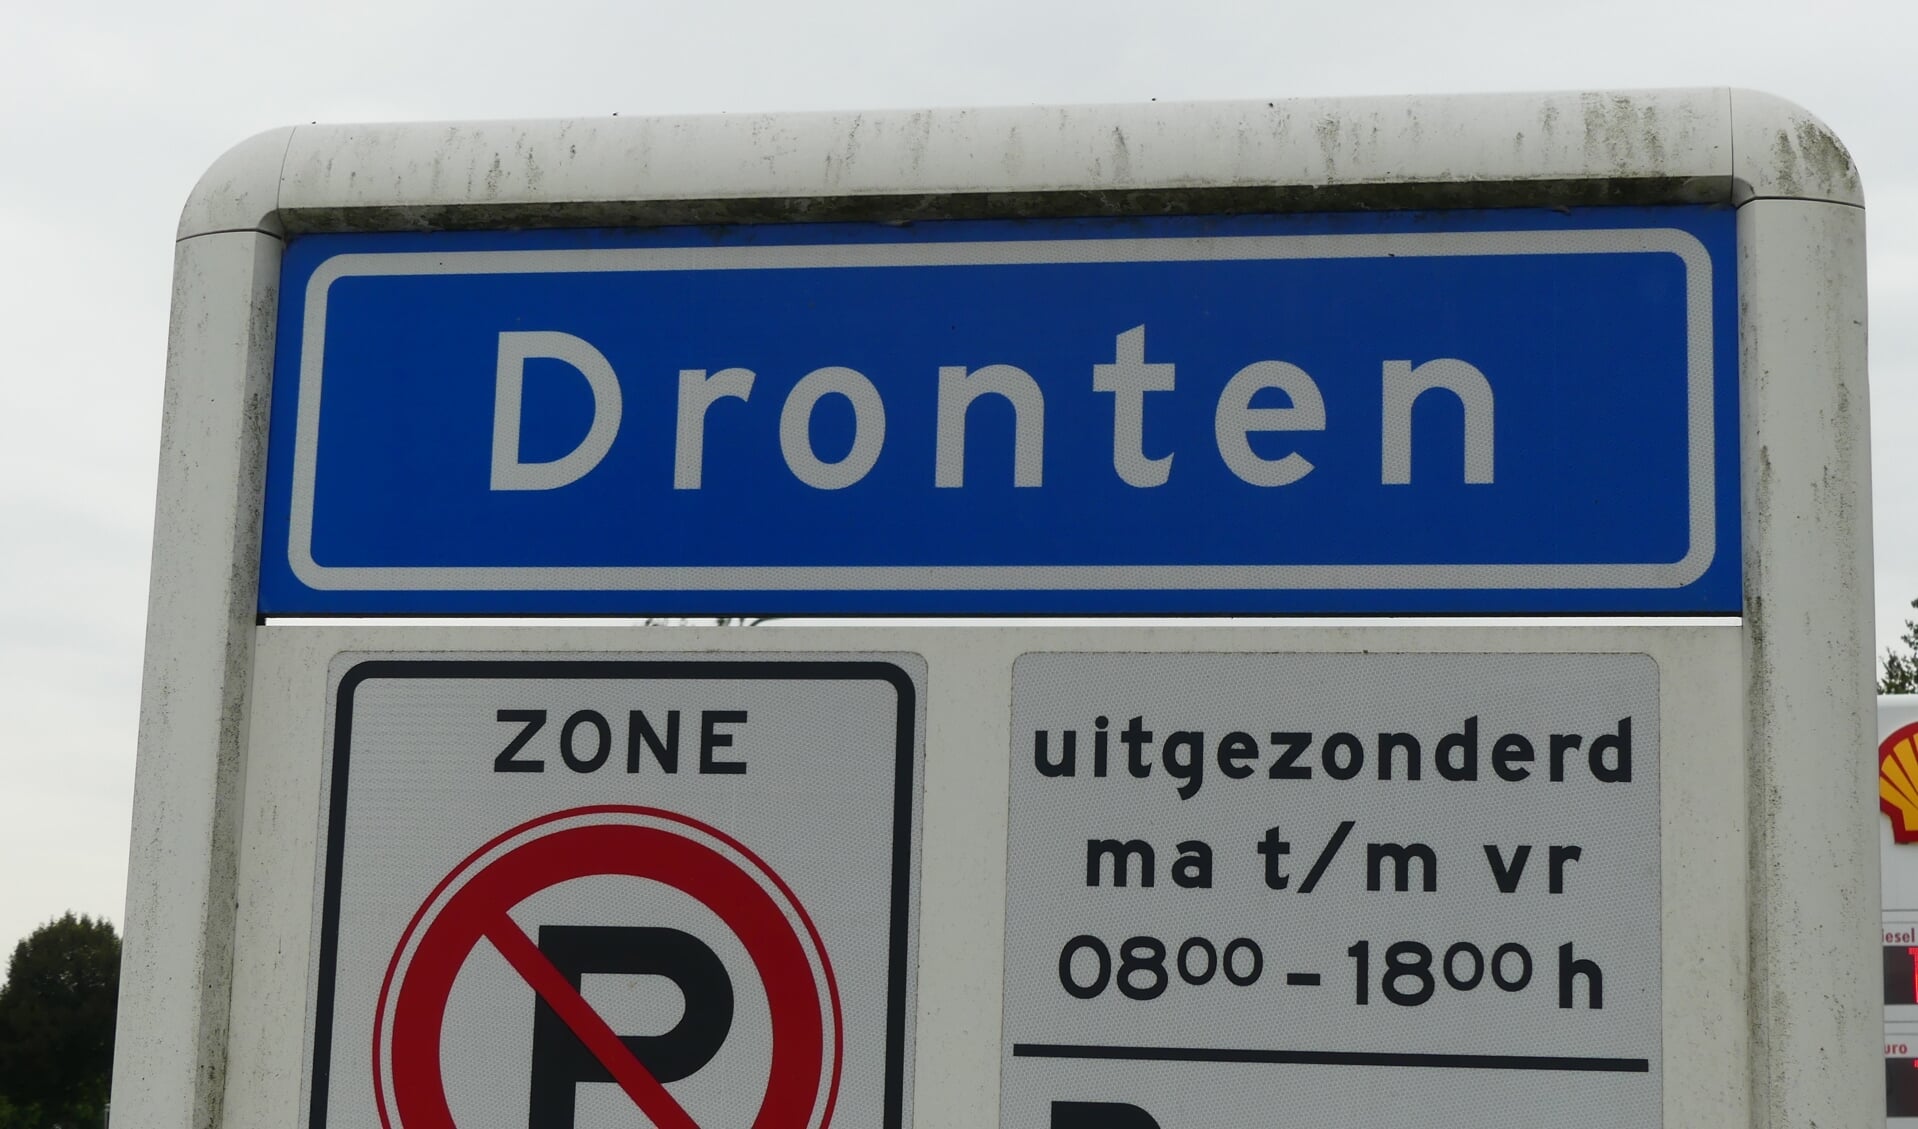 Dronten
ZONE
P
uitgezonderd
ma t/m vr
08⁰⁰ - 18⁰⁰ h